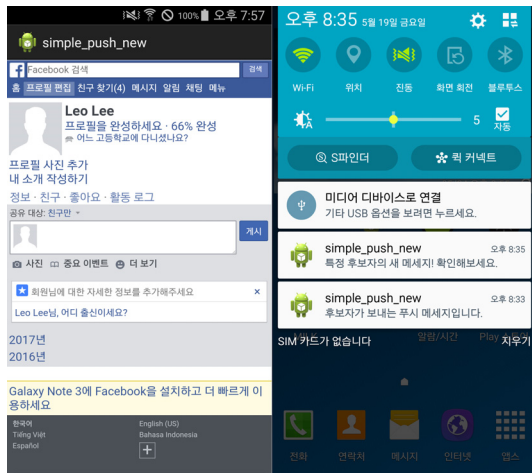 100% 오후 7:57
simple_push_new
Facebook 검색
검색
홈 프로필 편집 친구 찾기(4) 메시지 알림 채팅 메뉴
Leo Lee
프로필을 완성하세요 · 66% 완성
어느 고등학교에 다니셨나요?
프로필 사진 추가
내 소개 작성하기
정보 · 친구 · 좋아요 · 활동 로그
공유 대상: 친구만
게시
사진 중요 이벤트 더 보기
회원님에 대한 자세한 정보를 추가해주세요 ×
Leo Lee님, 어디 출신이세요?
2017년
2016년
Galaxy Note 3에 Facebook을 설치하고 더 빠르게 이
용하세요
한국어 English (US)
Tiếng Việt Bahasa Indonesia
Español
오후 8:35 5월 19일 금요일
Wi-Fi 위치 진동 화면 회전 블루투스
5 자동
S파인더 퀵 커넥트
미디어 디바이스로 연결
기타 USB 옵션을 보려면 누르세요.
simple_push_new 오후 8:35
특정 후보자의 새 메세지! 확인해보세요.
simple_push_new 오후 8:33
후보자가 보내는 푸시 메세지입니다.
알람/시간 Play
SIM 카드가 없습니다 지우기
전화 연락처 메시지 인터넷 앱스